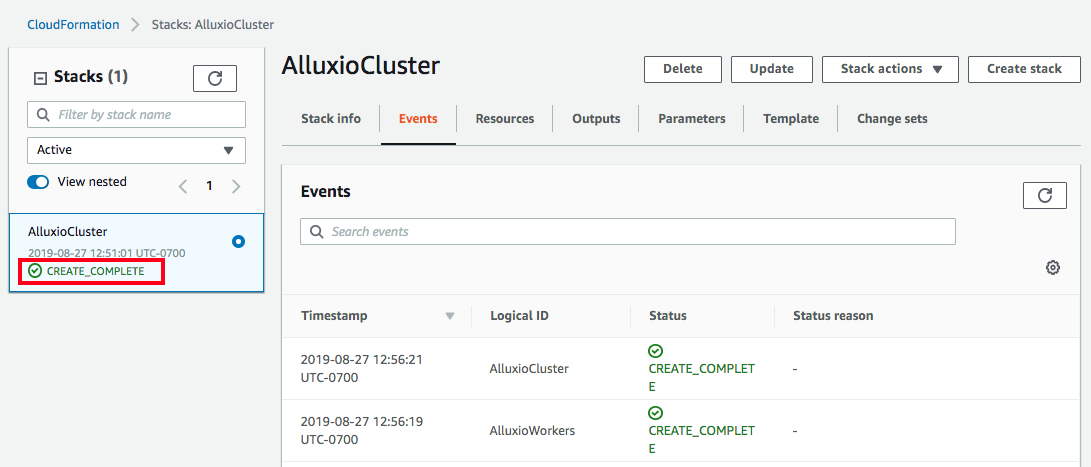 CloudFormation > Stacks: AlluxioCluster
Stacks (1)
Filter by stack name
Active
View nested
1
AlluxioCluster
2019-08-27 12:51:01 UTC-0700
CREATE_COMPLETE
AlluxioCluster
Delete
Update
Stack actions
Create stack
Stack info
Events
Resources
Outputs
Parameters
Template
Change sets
Events
Search events
Timestamp
Logical ID
Status
Status reason
2019-08-27 12:56:21
UTC-0700
AlluxioCluster
CREATE_COMPLET
E
-
2019-08-27 12:56:19
UTC-0700
AlluxioWorkers
CREATE_COMPLET
E
-